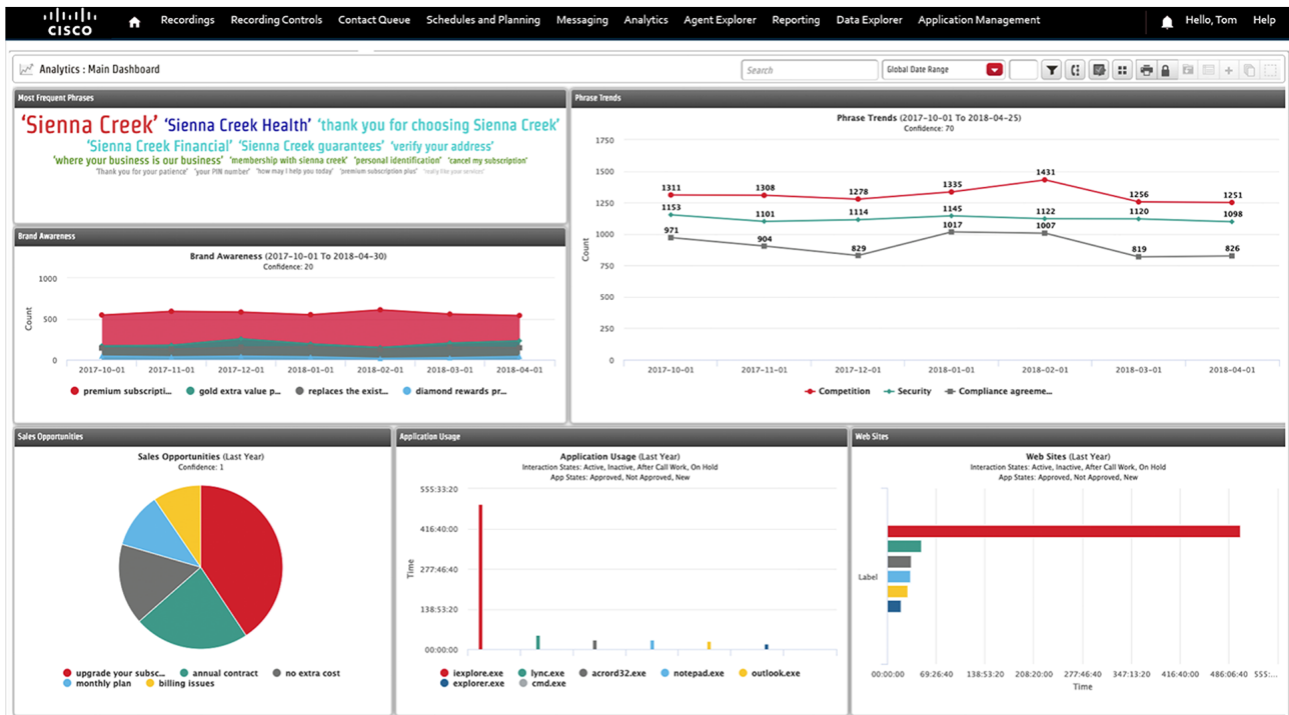 CISCO
Recordings Recording Controls Contact Queue Schedules and Planning Messaging Analytics Agent Explorer Reporting Data Explorer Application Management Hello, Tom Help
Analytics : Main Dashboard
Search
Global Date Range
Most Frequent Phrases
'Sienna Creek' 'Sienna Creek Health' 'thank you for choosing Sienna Creek'
'Sienna Creek Financial' 'Sienna Creek guarantees' 'verify your address'
'where your business is our business' 'membership with sienna creek' 'personal identification' 'cancel my subscription'
'Thank you for your patience' 'your PIN number' 'how may I help you today' 'premium subscription plus' 'really like your services'
Brand Awareness
Brand Awareness (2017-10-01 To 2018-04-30)
Confidence: 20
1000
500
0
Count
2017-10-01 2017-11-01 2017-12-01 2018-01-01 2018-02-01 2018-03-01 2018-04-01
premium subscripti... gold extra value p... replaces the exist... diamond rewards pr...
Phrase Trends
Phrase Trends (2017-10-01 To 2018-04-25)
Confidence: 70
1750
1500
1250
1000
750
500
250
0
Count
1311 1308 1278 1335 1431 1256 1251
1153 1101 1114 1145 1122 1120 1098
971 904 829 1017 1007 819 826
2017-10-01 2017-11-01 2017-12-01 2018-01-01 2018-02-01 2018-03-01 2018-04-01
Competition Security Compliance agreeme...
Sales Opportunities
Sales Opportunities (Last Year)
Confidence: 1
upgrade your subsc... annual contract no extra cost
monthly plan billing issues
Application Usage
Application Usage (Last Year)
Interaction States: Active, Inactive, After Call Work, On Hold
App States: Approved, Not Approved, New
555:33:20
416:40:00
277:46:40
138:53:20
00:00:00
Time
iexplore.exe lync.exe acrord32.exe notepad.exe outlook.exe
explorer.exe cmd.exe
Web Sites
Web Sites (Last Year)
Interaction States: Active, Inactive, After Call Work, On Hold
App States: Approved, Not Approved, New
Label
00:00:00 69:26:40 138:53:20 208:20:00 277:46:40 347:13:20 416:40:00 486:06:40 555:...
Time